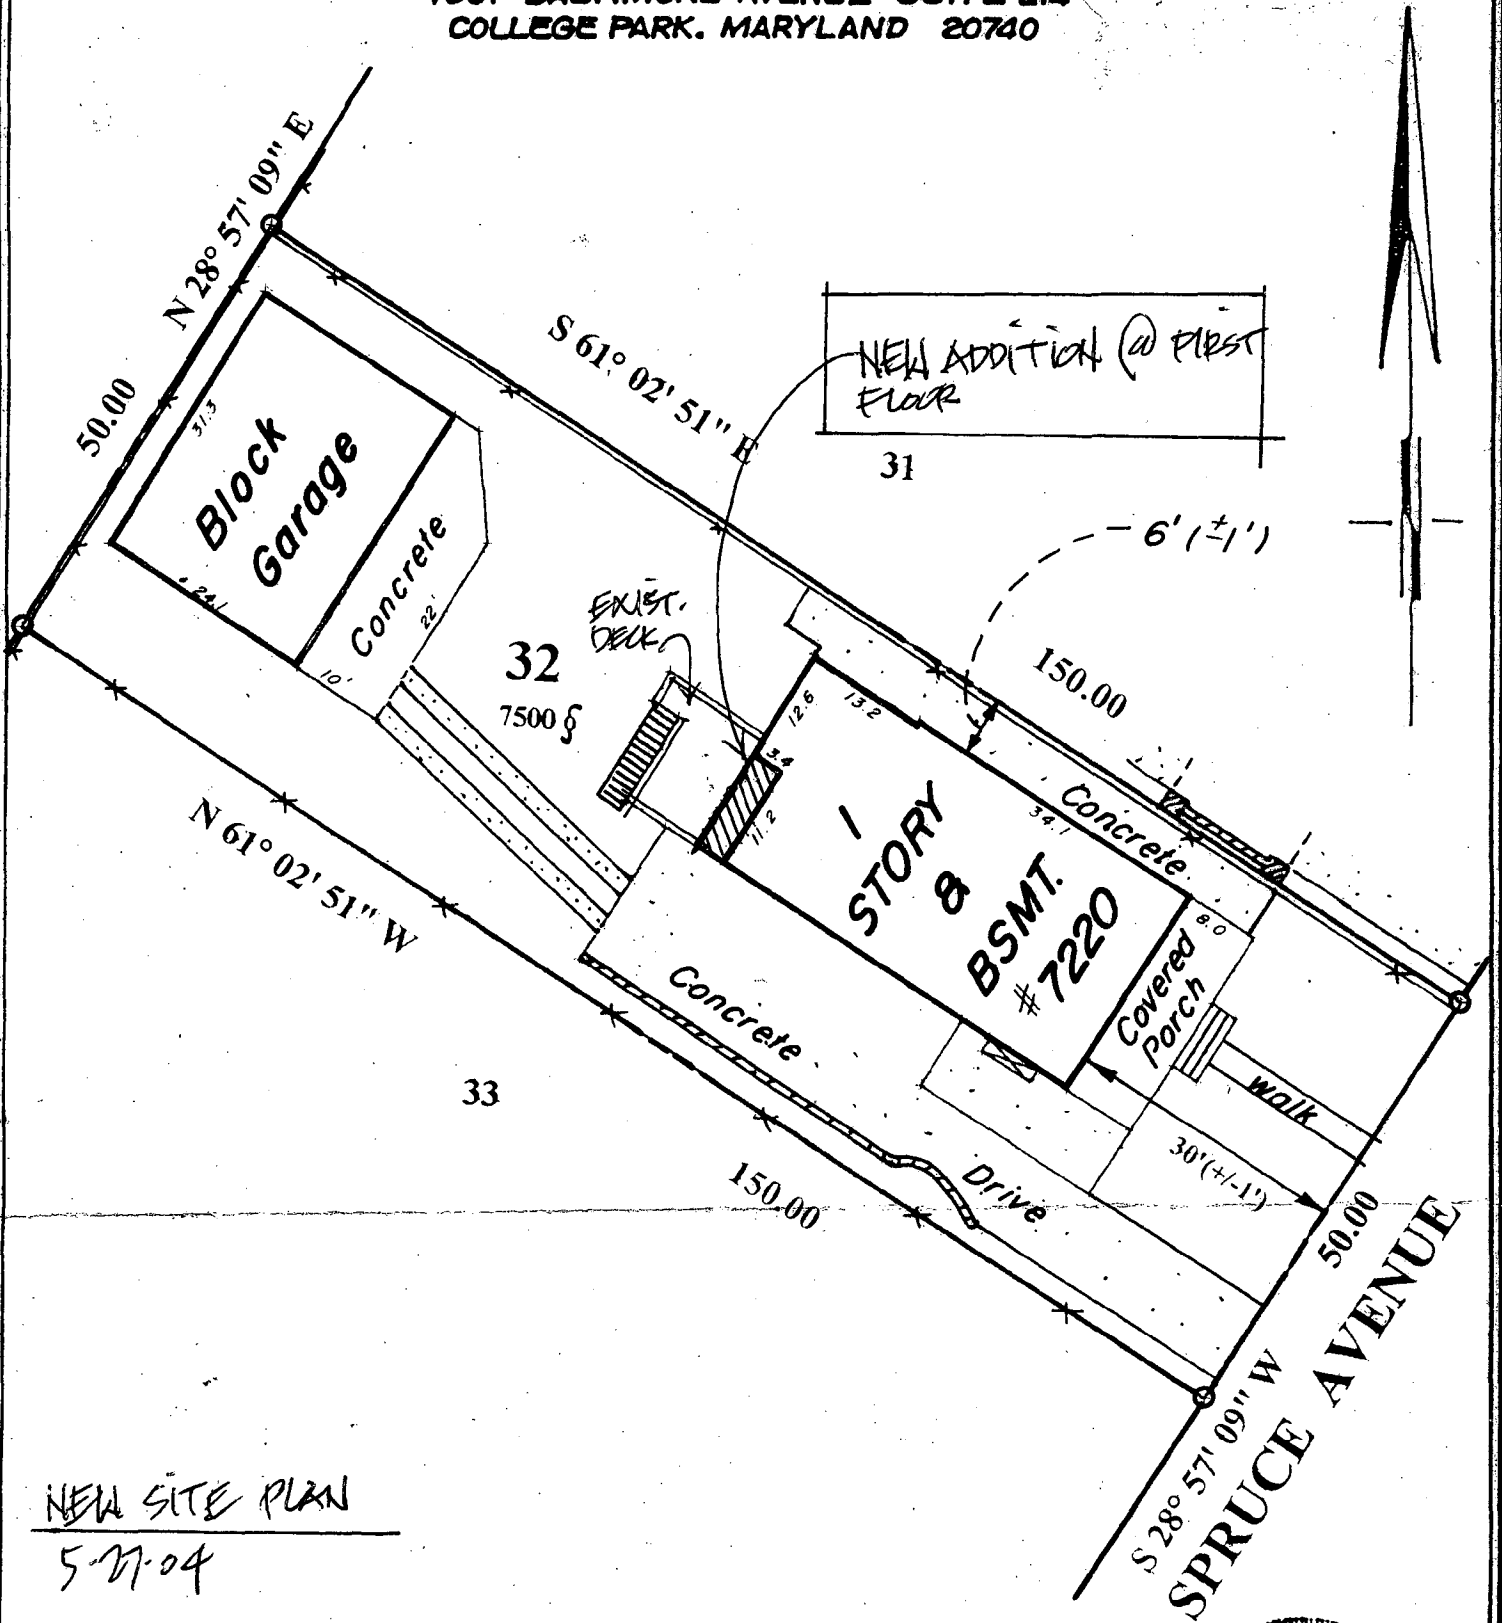 COLLEGE PARK. MARYLAND 20740
N 28° 57' 09" E
50.00
S 61° 02' 51" E
NEW ADDITION @ FIRST
FLOOR
31
6' (±1')
31.3
Block
Garage
24.1
Concrete
22'
10'
EXIST.
DECK
32
7500 §
150.00
12.6
13.2
3.4
11.2
34.1
Concrete
1
STORY
&
BSMT.
#7220
8.0
Covered
Porch
walk
30'(+/-1')
N 61° 02' 51" W
Concrete
33
150.00
Drive
50.00
S 28° 57' 09" W
SPRUCE AVENUE
NEW SITE PLAN
5-27-04